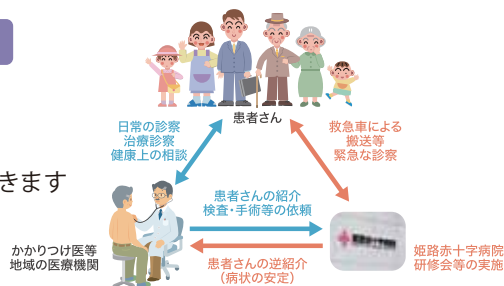 患者さん
日常の診察
治療診察
健康上の相談
救急車による
搬送等
緊急な診察
きます
患者さんの紹介
検査・手術等の依頼
かかりつけ医等
地域の医療機関
患者さんの逆紹介
（病状の安定）
姫路赤十字病院
研修会等の実施